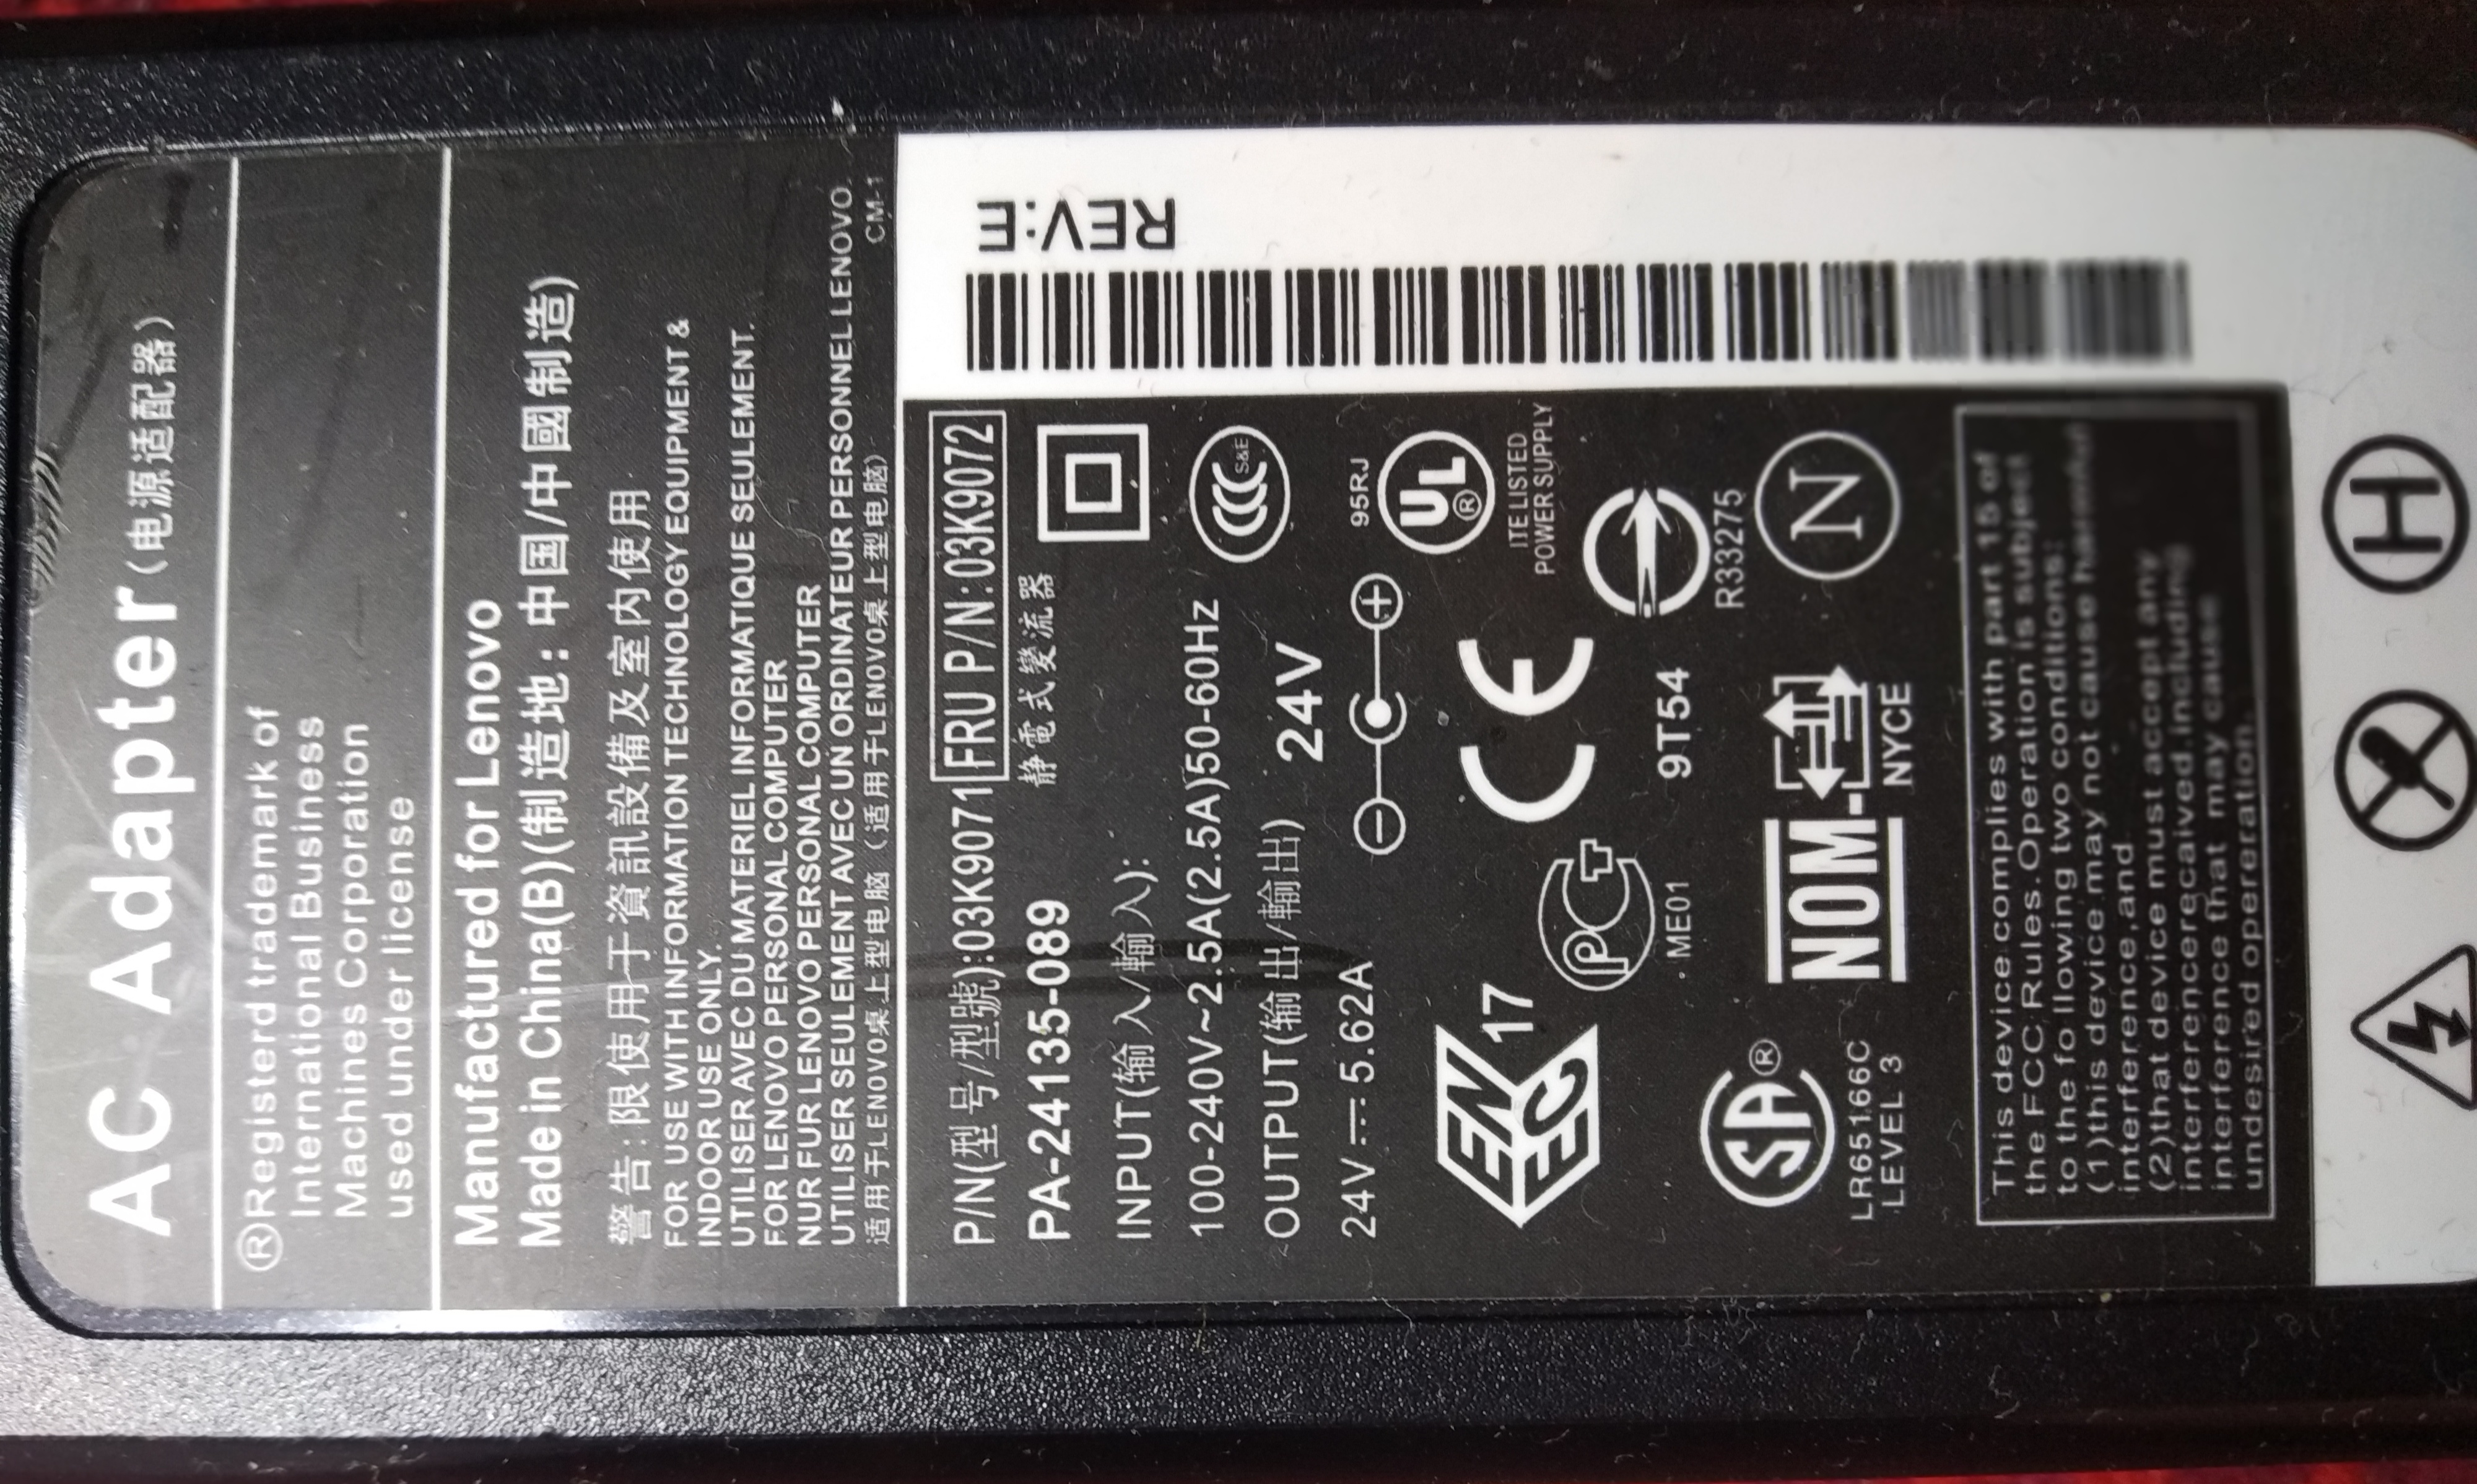 AC Adapter(电源适配器)
®Registerd trademark of
International Business
Machines Corporation
used under license
Manufactured for Lenovo
Made in China(B)(制造地: 中国/中國制造)
警告:限使用于資訊設備及室内使用
FOR USE WITH INFORMATION TECHNOLOGY EQUIPMENT &
INDOOR USE ONLY.
UTILISER AVEC DU MATERIEL INFORMATIQUE SEULEMENT.
FOR LENOVO PERSONAL COMPUTER
NUR FUR LENOVO PERSONAL COMPUTER
UTILISER SEULEMENT AVEC UN ORDINATEUR PERSONNEL LENOVO.
适用于LENOVO桌上型电脑 (适用于LENOVO桌上型电脑)
CM-1
REV:E
P/N(型号/型號):03K9071 FRU P/N:03K9072
PA-24135-089 静電式變流器
INPUT(输入/輸入):
100-240V~2.5A(2.5A)50-60Hz
S&E
OUTPUT(输出/輸出) 24V
24V⎓5.62A
95RJ
UL®
ITE LISTED
POWER SUPPLY
EN
EC
17
PCT
ME01
CE
9T54
R33275
N
SA®
LR65166C
LEVEL 3
NOM-
NYCE
This device complies with part 15 of
the FCC Rules.Operation is subject
to the fo llowing two conditions:
(1)this device may not cause harmful
interference,and
(2)that device must accept any
interferencerecaived.including
interference that may cause
undesired opereration.
H